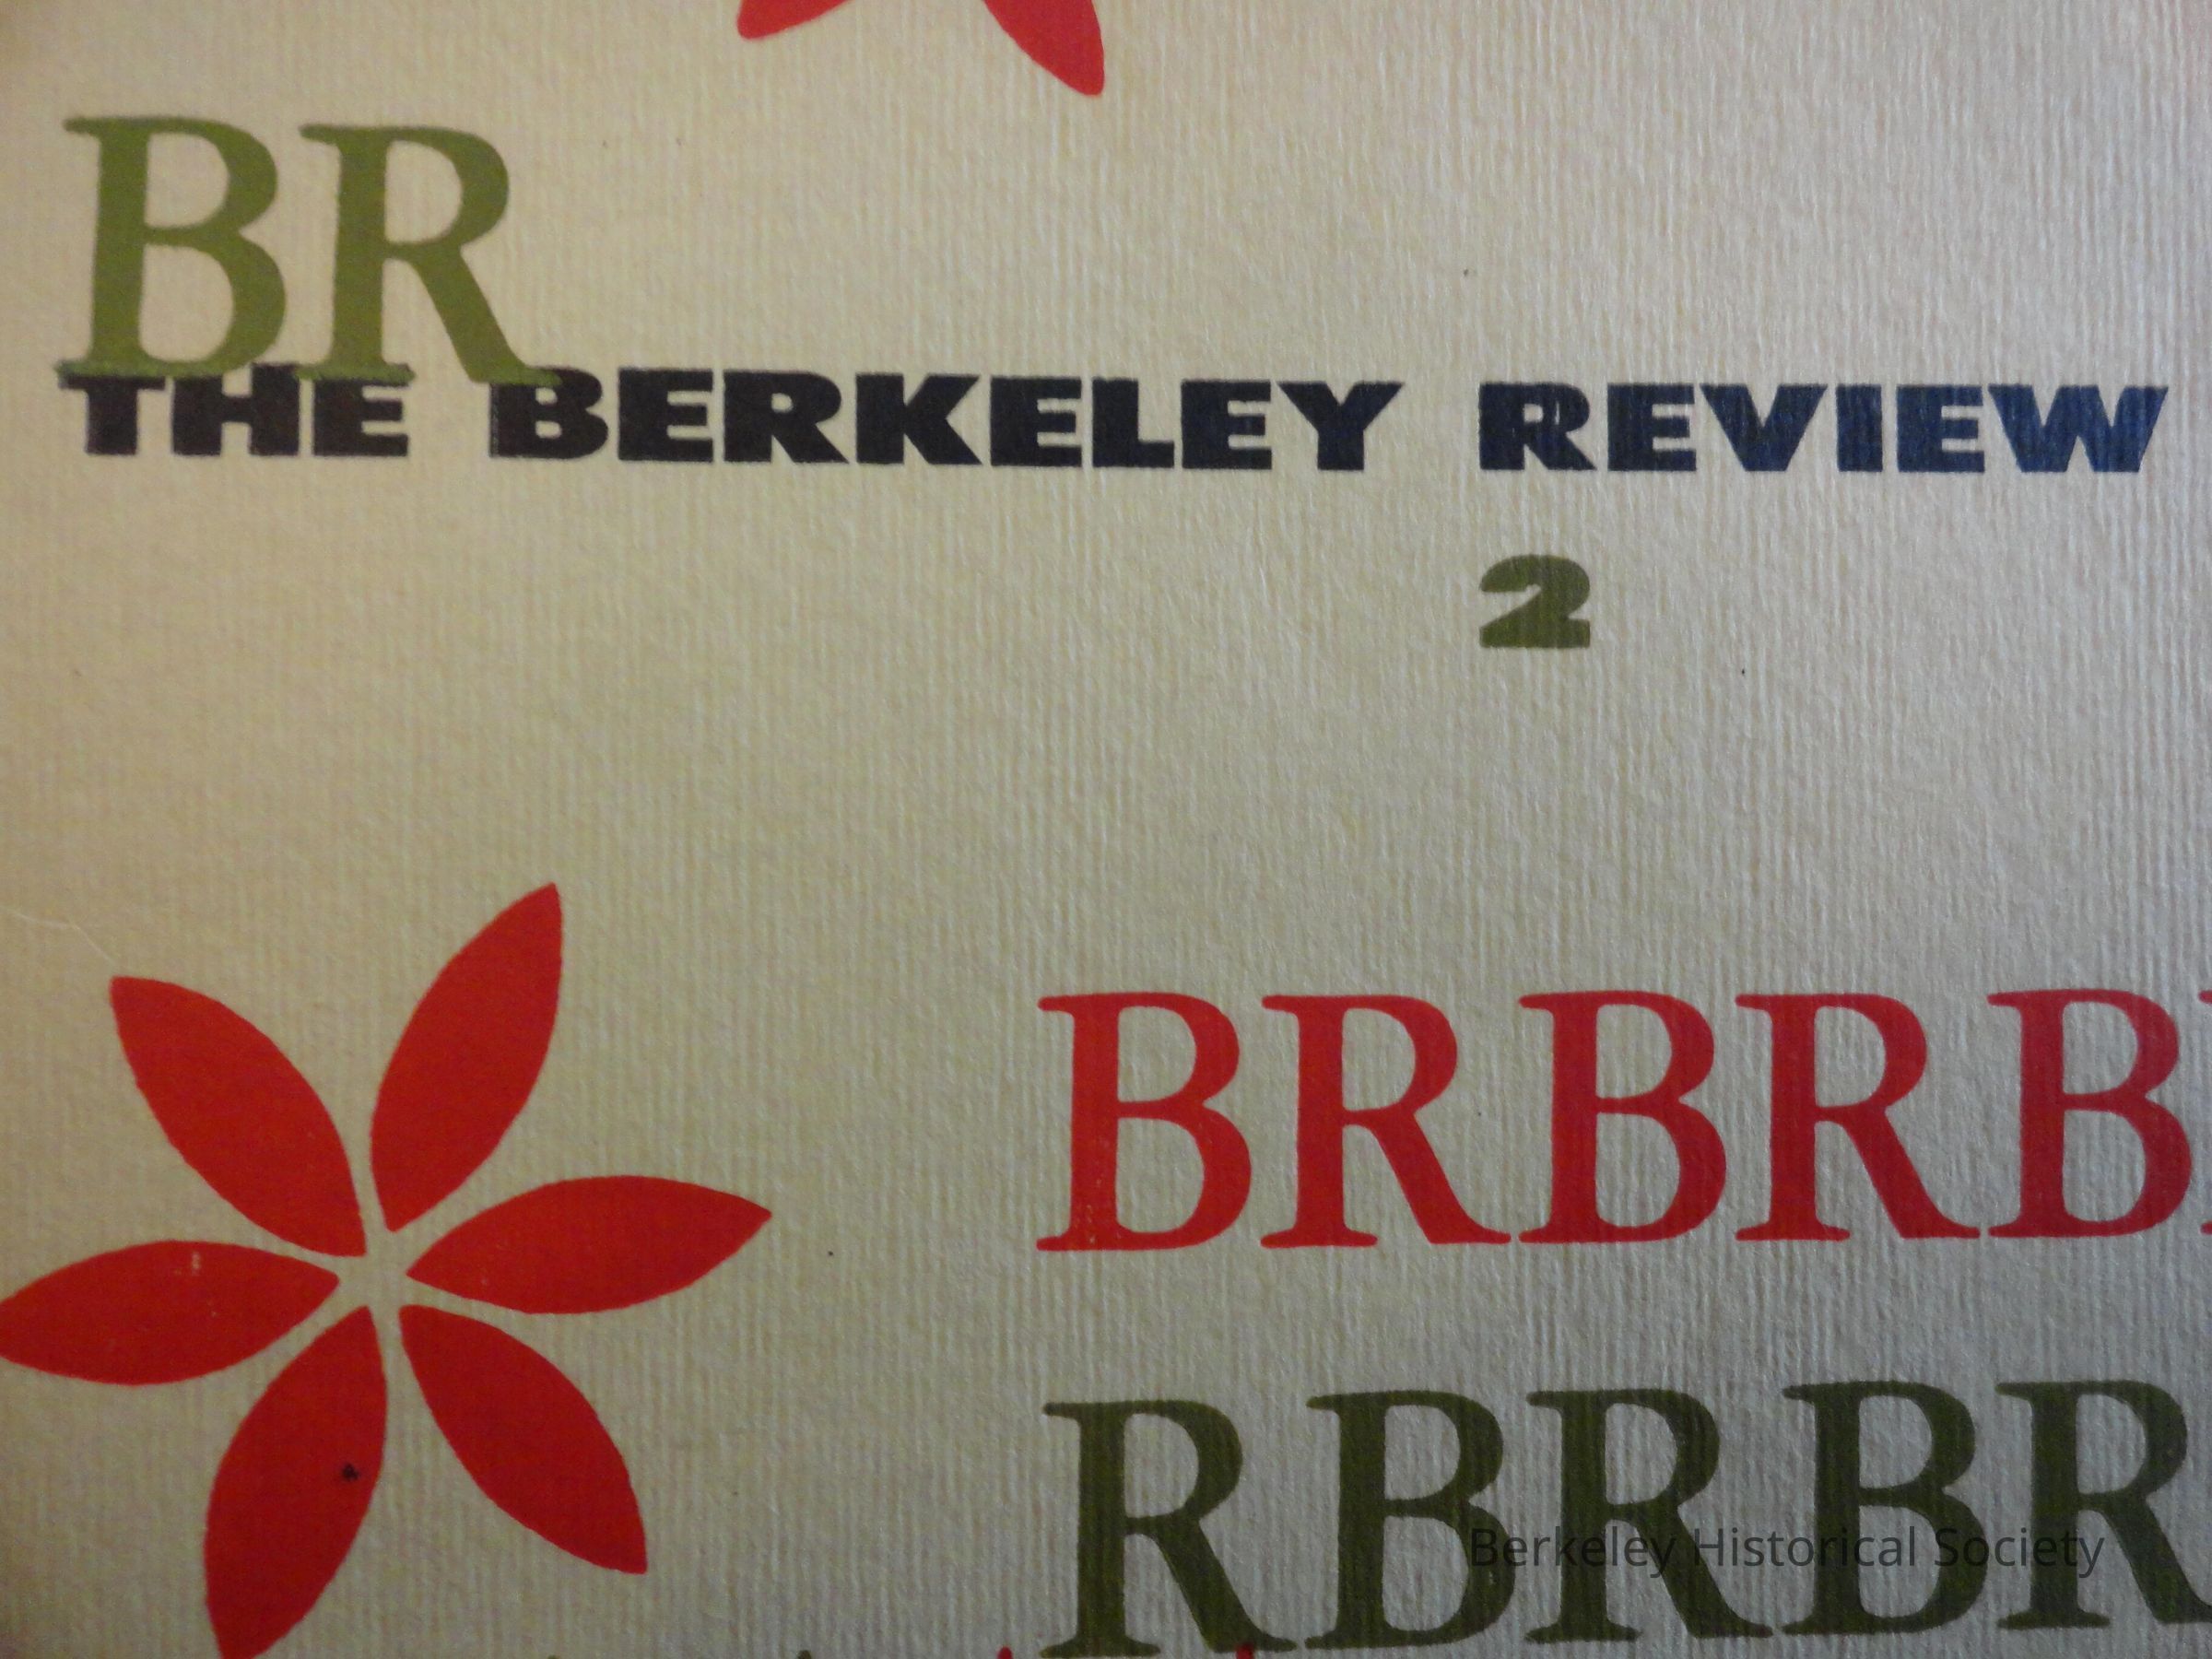 BR
THE BERKELEY REVIEW
2
BRBRB
RBRBR
Berkeley Historical Society